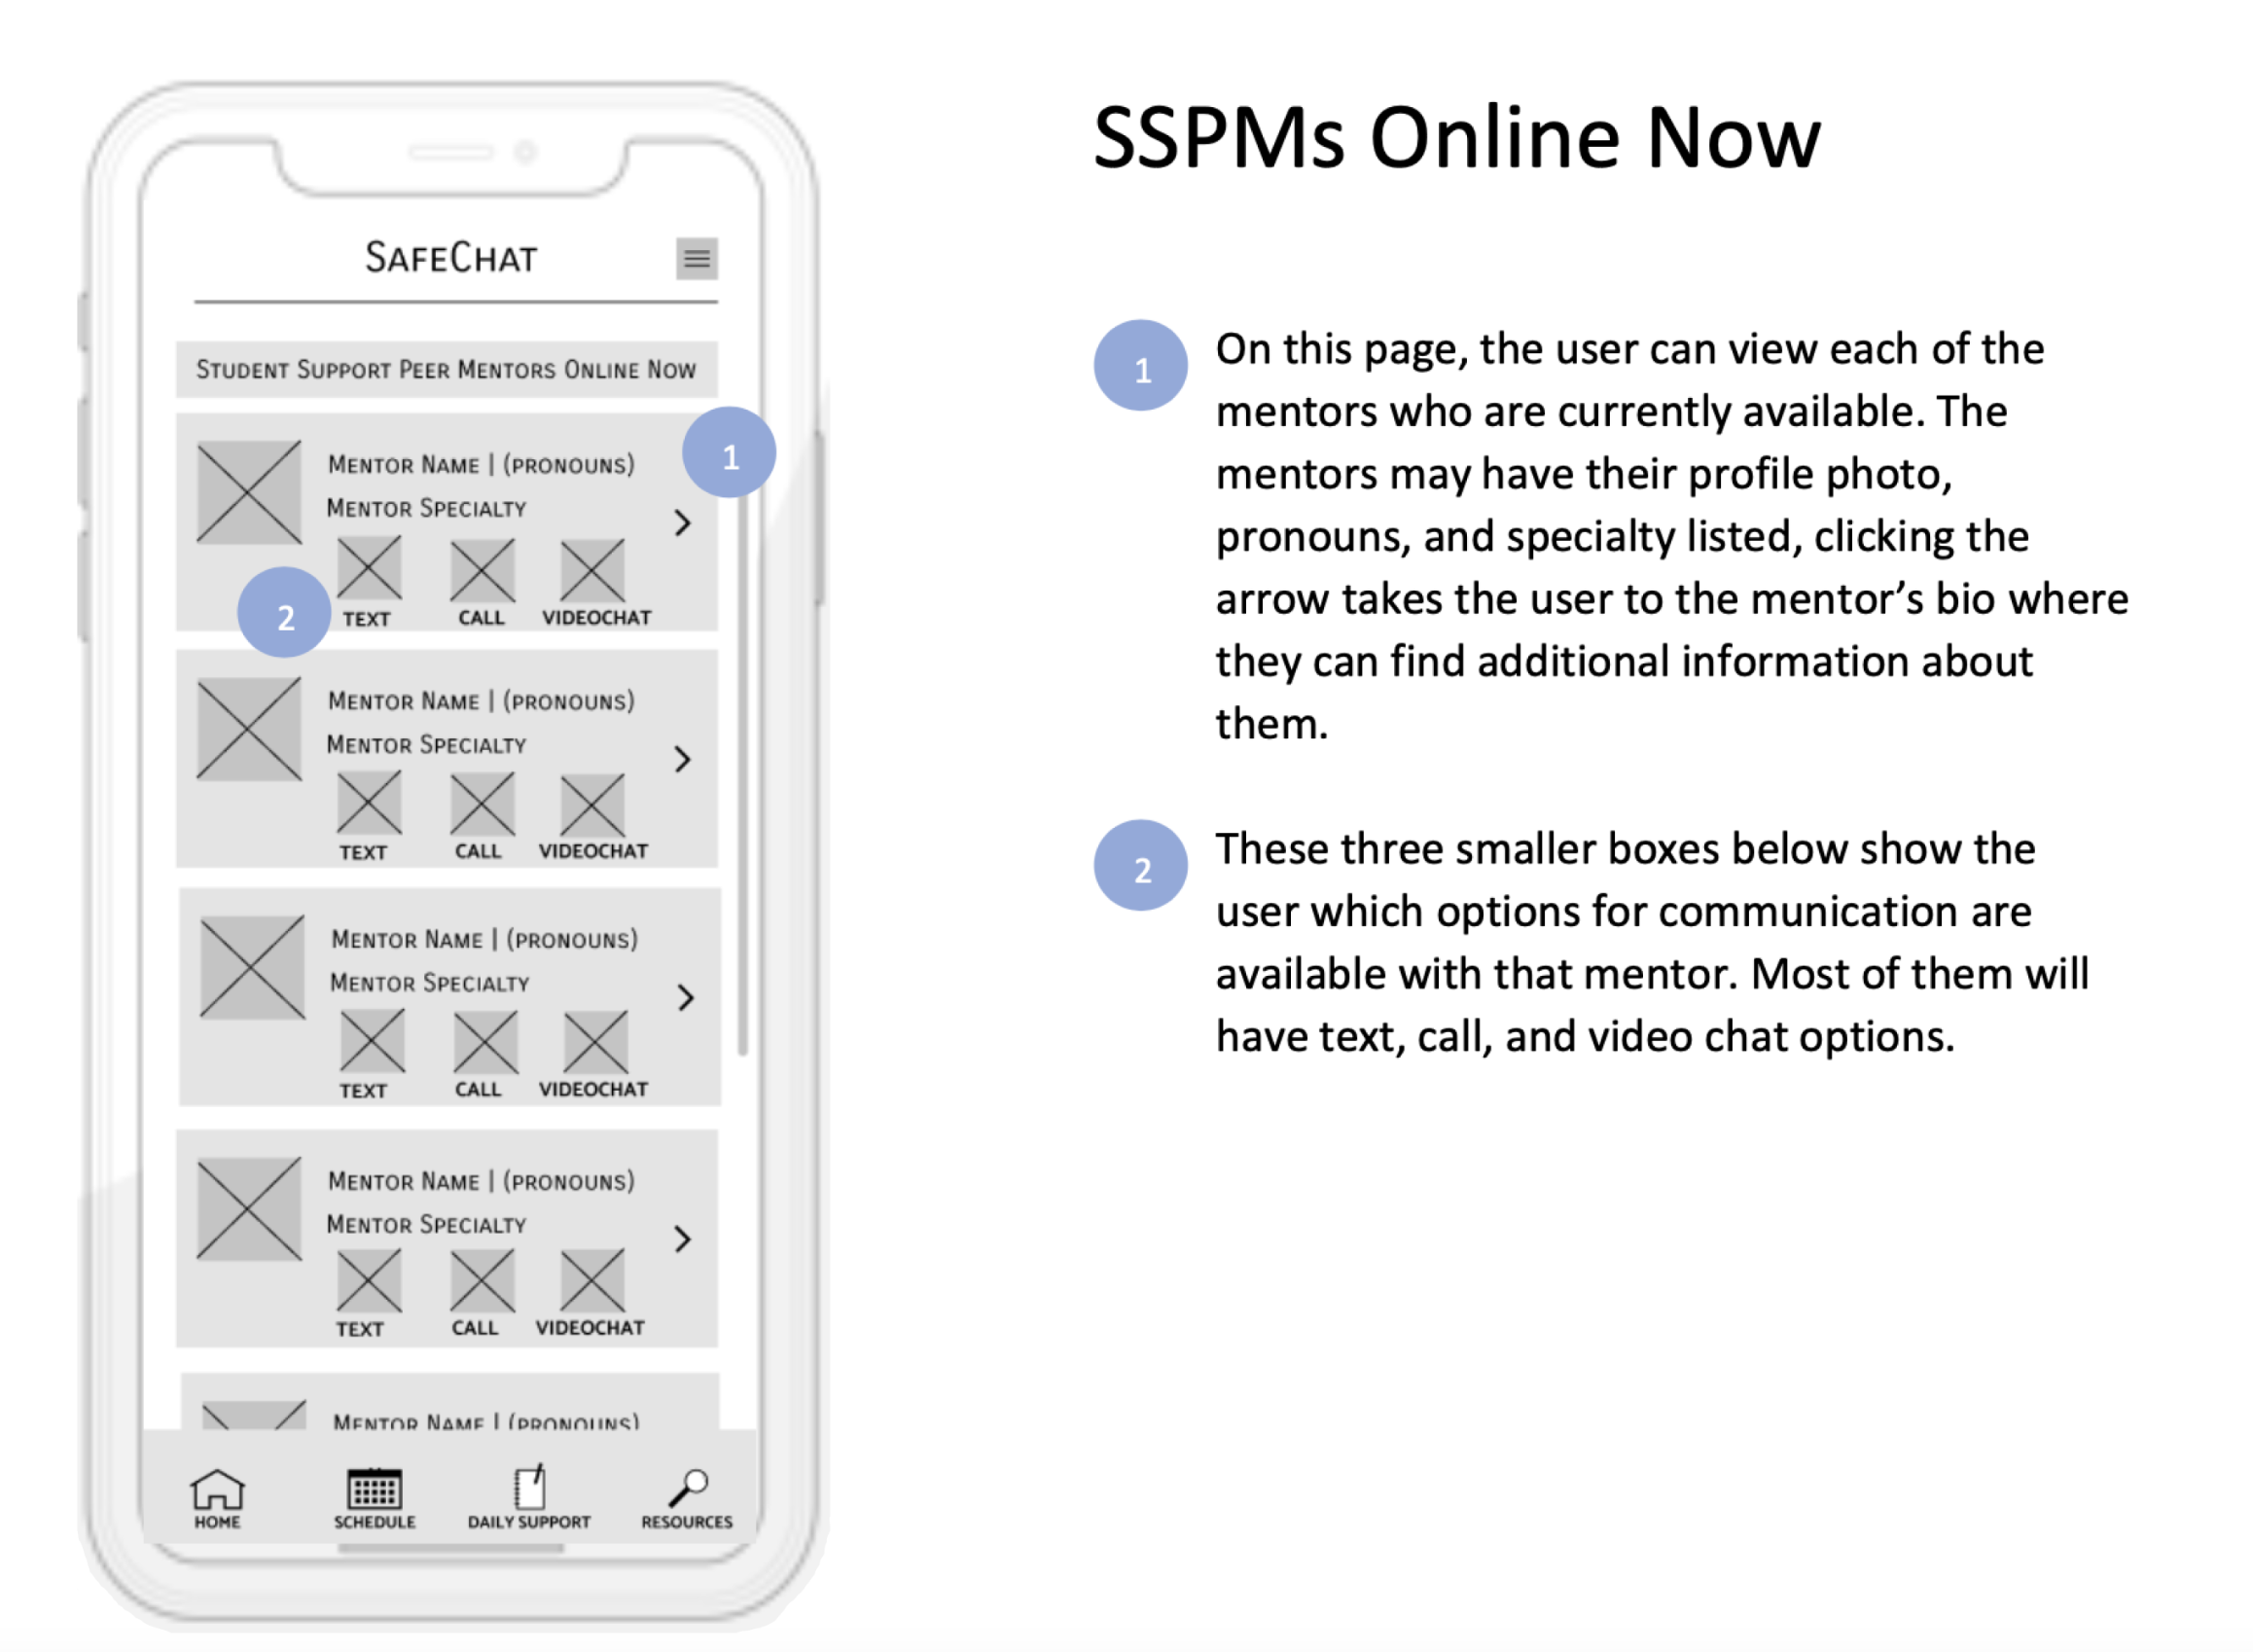 SAFECHAT
STUDENT SUPPORT PEER MENTORS ONLINE NOW
MENTOR NAME | (PRONOUNS)
1
MENTOR SPECIALTY
2
TEXT CALL VIDEOCHAT
MENTOR NAME | (PRONOUNS)
MENTOR SPECIALTY
TEXT CALL VIDEOCHAT
MENTOR NAME | (PRONOUNS)
MENTOR SPECIALTY
TEXT CALL VIDEOCHAT
MENTOR NAME | (PRONOUNS)
MENTOR SPECIALTY
TEXT CALL VIDEOCHAT
MENTOR NAME | (PRONOUNS)
HOME SCHEDULE DAILY SUPPORT RESOURCES
SSPMs Online Now
1
On this page, the user can view each of the
mentors who are currently available. The
mentors may have their profile photo,
pronouns, and specialty listed, clicking the
arrow takes the user to the mentor’s bio where
they can find additional information about
them.
2
These three smaller boxes below show the
user which options for communication are
available with that mentor. Most of them will
have text, call, and video chat options.